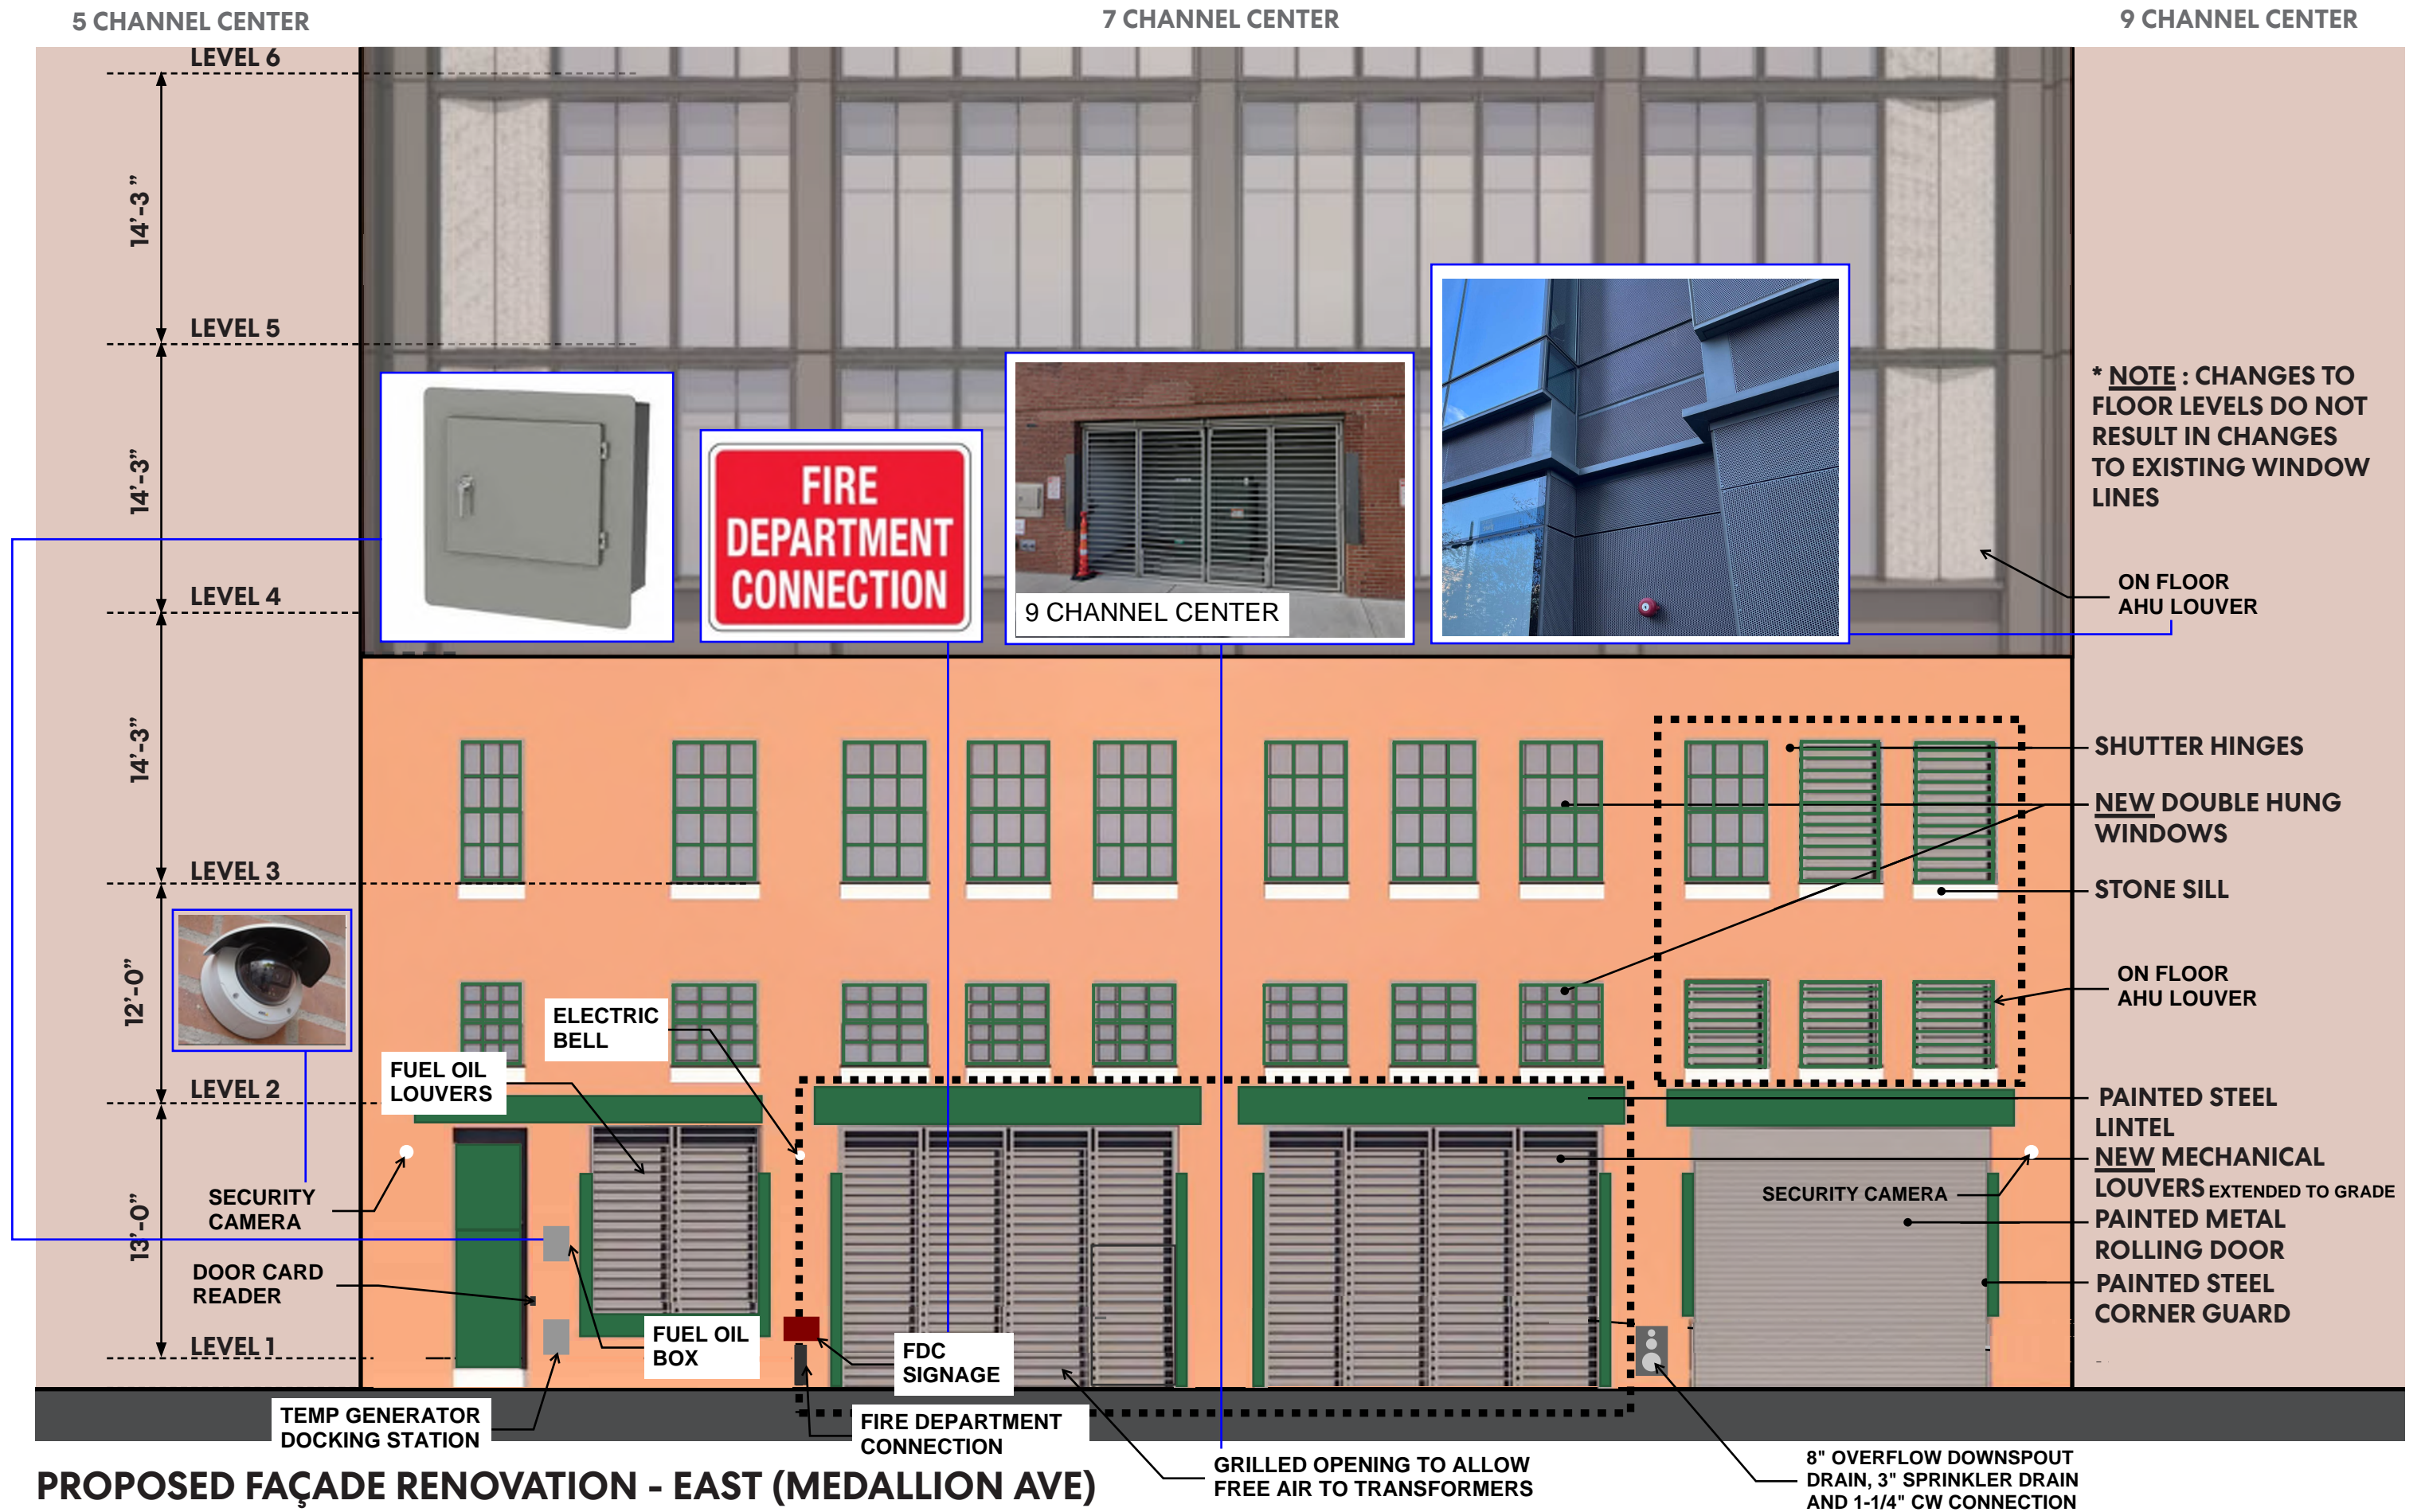 5 CHANNEL CENTER
7 CHANNEL CENTER
9 CHANNEL CENTER
LEVEL 6
14’-3”
LEVEL 5
14’-3”
LEVEL 4
14’-3”
LEVEL 3
12’-0”
LEVEL 2
13’-0”
LEVEL 1
FIRE
DEPARTMENT
CONNECTION
9 CHANNEL CENTER
* NOTE : CHANGES TO
FLOOR LEVELS DO NOT
RESULT IN CHANGES
TO EXISTING WINDOW
LINES
ON FLOOR
AHU LOUVER
SHUTTER HINGES
NEW DOUBLE HUNG
WINDOWS
STONE SILL
ON FLOOR
AHU LOUVER
PAINTED STEEL
LINTEL
NEW MECHANICAL
LOUVERS EXTENDED TO GRADE
PAINTED METAL
ROLLING DOOR
PAINTED STEEL
CORNER GUARD
SECURITY CAMERA
ELECTRIC
BELL
FUEL OIL
LOUVERS
SECURITY
CAMERA
DOOR CARD
READER
FUEL OIL
BOX
FDC
SIGNAGE
TEMP GENERATOR
DOCKING STATION
FIRE DEPARTMENT
CONNECTION
GRILLED OPENING TO ALLOW
FREE AIR TO TRANSFORMERS
8" OVERFLOW DOWNSPOUT
DRAIN, 3" SPRINKLER DRAIN
AND 1-1/4" CW CONNECTION
PROPOSED FAÇADE RENOVATION - EAST (MEDALLION AVE)